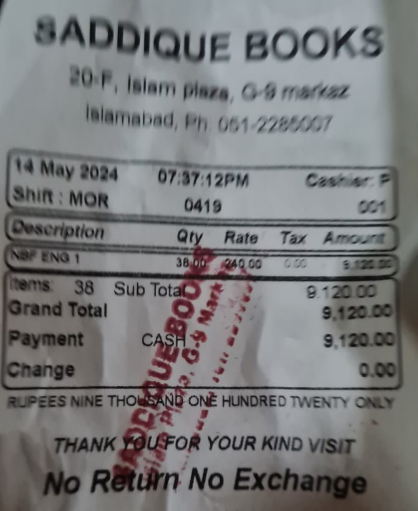 SADDIQUE BOOKS
20-F, Islam plaza, G-9 markaz
Islamabad, Ph 051-2286007
14 May 2024 07:37:12PM Cashier: P
Shift : MOR 0419 001
Description Qty Rate Tax Amount
NBF ENG 1 38.00 240.00 0.00 9,120.00
Items: 38 Sub Total 9,120.00
Grand Total 9,120.00
Payment CASH 9,120.00
Change 0.00
RUPEES NINE THOUSAND ONE HUNDRED TWENTY ONLY
THANK YOU FOR YOUR KIND VISIT
No Return No Exchange
SADDIQUE BOOKS
G-9 Mark